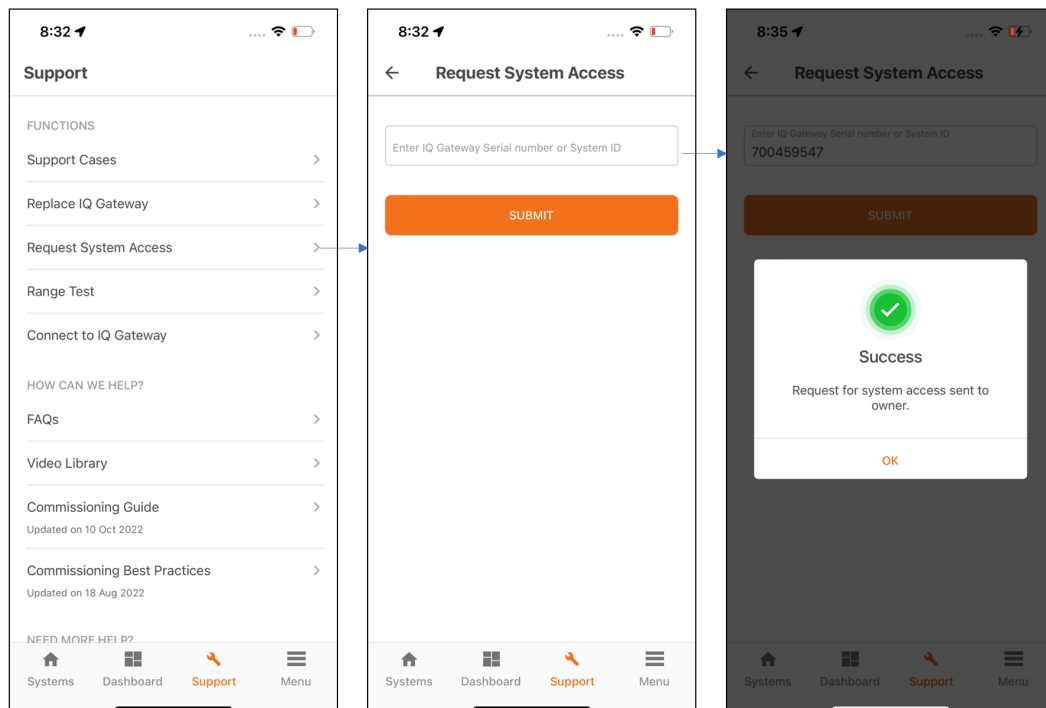 8:32
Support
FUNCTIONS
Support Cases
Replace IQ Gateway
Request System Access
Range Test
Connect to IQ Gateway
HOW CAN WE HELP?
FAQs
Video Library
Commissioning Guide
Updated on 10 Oct 2022
Commissioning Best Practices
Updated on 18 Aug 2022
NEED MORE HELP?
Systems Dashboard Support Menu
8:32
Request System Access
Enter IQ Gateway Serial number or System ID
SUBMIT
Systems Dashboard Support Menu
8:35
Request System Access
Enter IQ Gateway Serial number or System ID
700459547
SUBMIT
Success
Request for system access sent to
owner.
OK
Systems Dashboard Support Menu